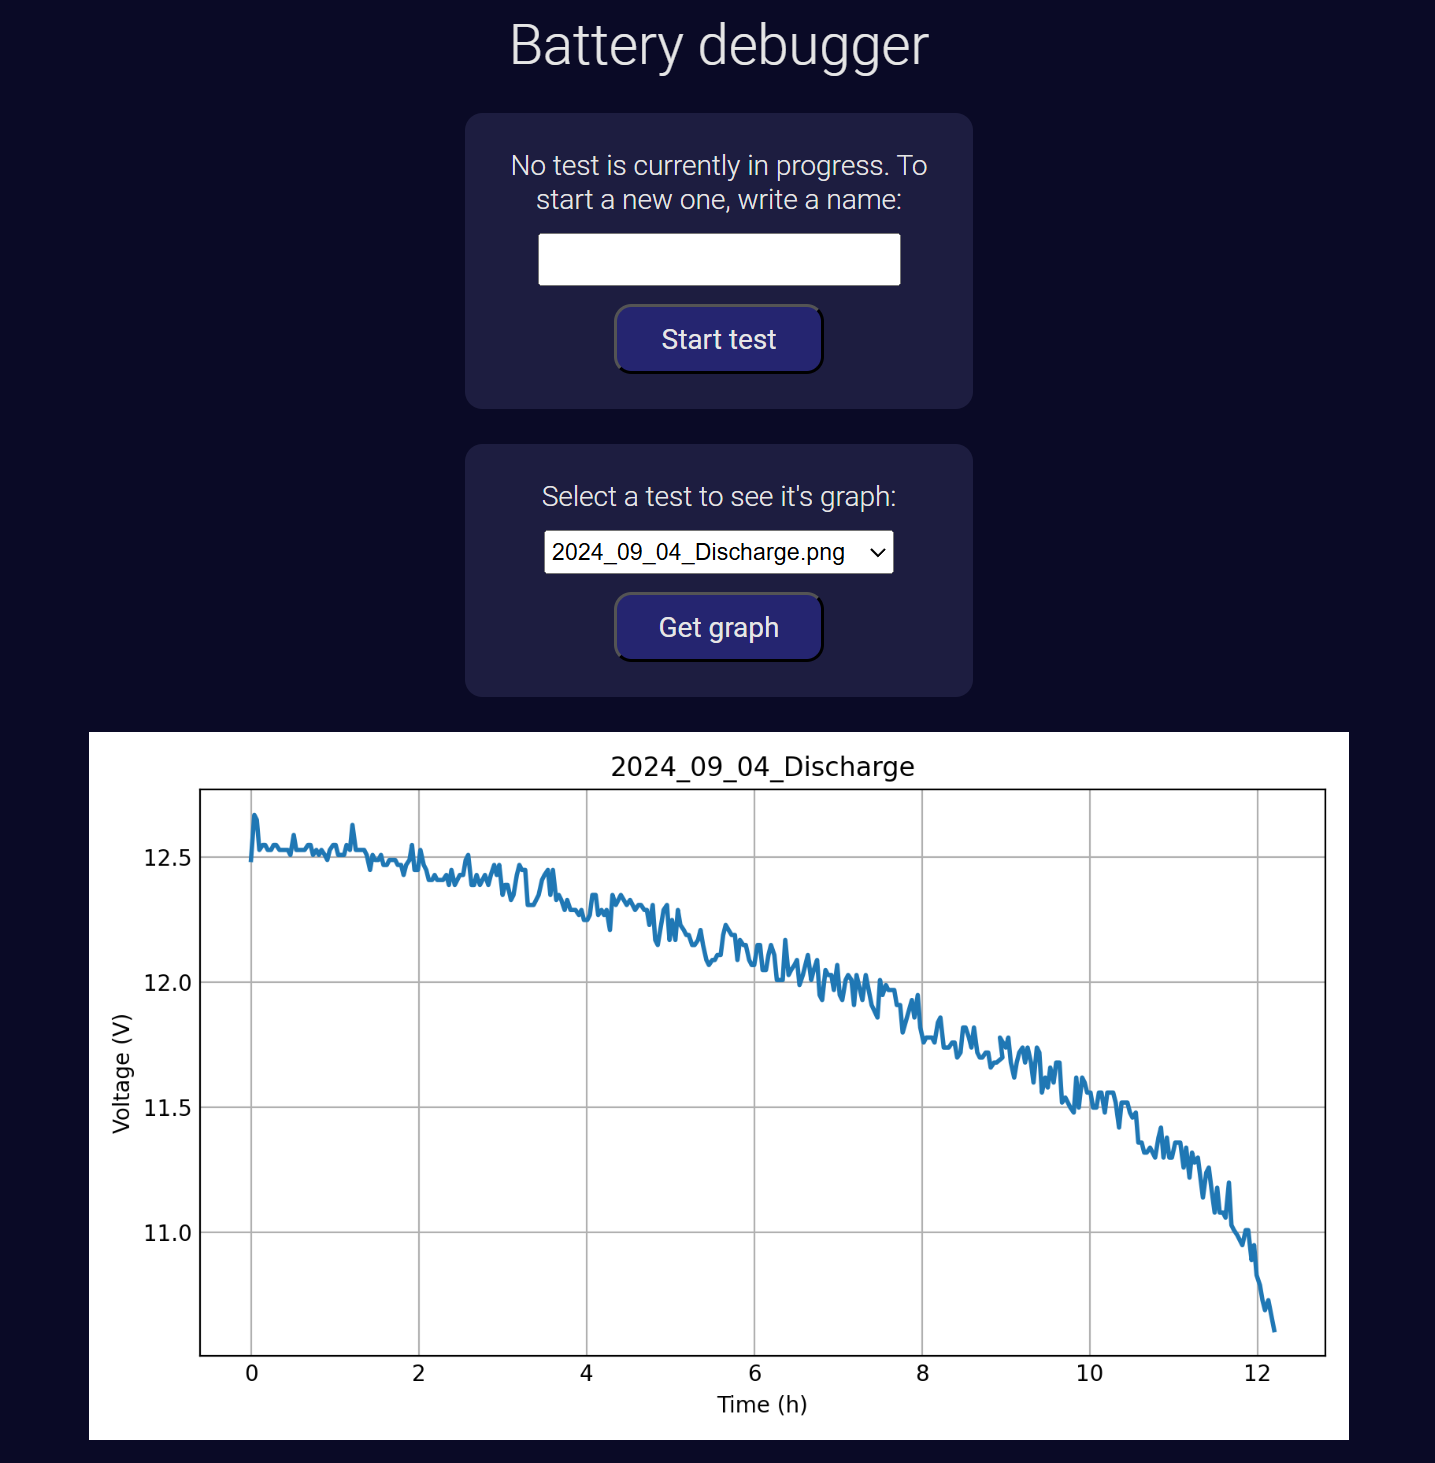 Battery debugger
No test is currently in progress. To
start a new one, write a name:
Start test
Select a test to see it's graph:
2024_09_04_Discharge.png
Get graph
2024_09_04_Discharge
12.5
12.0
11.5
11.0
Voltage (V)
0 2 4 6 8 10 12
Time (h)